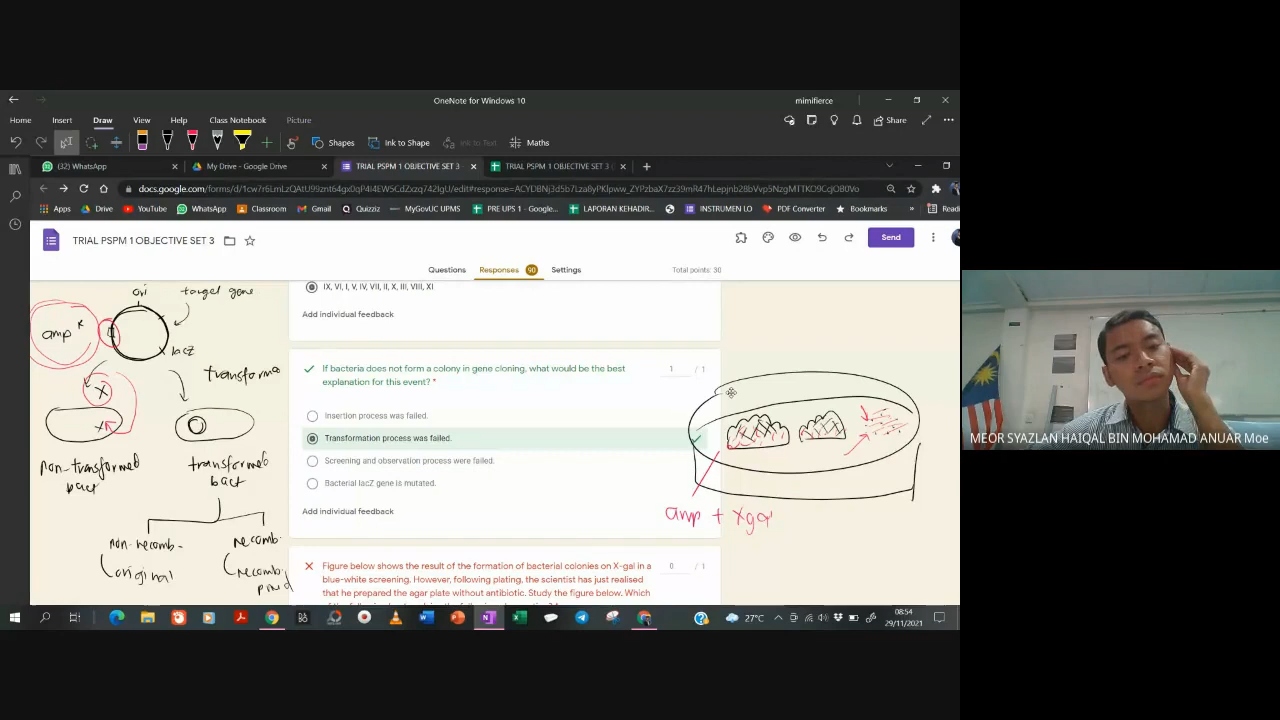 OneNote for Windows 10
mimifierce
Home Insert Draw View Help Class Notebook Picture
Share
Shapes Ink to Shape Ink to Text Maths
(32) WhatsApp
My Drive - Google Drive
TRIAL PSPM 1 OBJECTIVE SET 3
TRIAL PSPM 1 OBJECTIVE SET 3
Apps Drive YouTube WhatsApp Classroom Gmail Quizziz MyGovUC UPMS PRE UPS 1 - Google... LAPORAN KEHADIR... INSTRUMEN LO PDF Converter Bookmarks
TRIAL PSPM 1 OBJECTIVE SET 3
Send
Questions Responses 90 Settings
Total points: 30
IX, VI, I, V, IV, VII, II, X, III, VIII, XI
Add individual feedback
If bacteria does not form a colony in gene cloning, what would be the best
explanation for this event? *
1 / 1
Insertion process was failed.
Transformation process was failed.
Screening and observation process were failed.
Bacterial lacZ gene is mutated.
Add individual feedback
Figure below shows the result of the formation of bacterial colonies on X-gal in a
blue-white screening. However, following plating, the scientist has just realised
that he prepared the agar plate without antibiotic. Study the figure below. Which
0 / 1
ori
target gene
amp R
lacZ
transforma
X
X
non-transformed
bact
transformed
bact
non-recomb-
(original
recomb-
(recomb.
amp + Xgal
MEOR SYAZLAN HAIQAL BIN MOHAMAD ANUAR Moe
27°C
08:54
29/11/2021